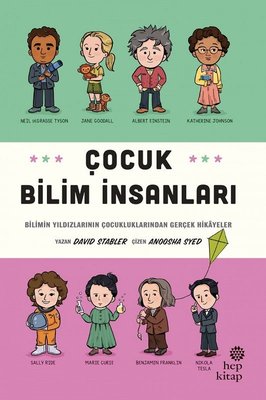 NEIL DEGRASSE TYSON JANE GOODALL ALBERT EINSTEIN KATHERINE JOHNSON
ÇOCUK
BİLİM İNSANLARI
BİLİMİN YILDIZLARININ ÇOCUKLUKLARINDAN GERÇEK HİKÂYELER
YAZAN DAVID STABLER ÇİZEN ANOOSHA SYED
SALLY RIDE MARIE CURIE BENJAMIN FRANKLIN NIKOLA TESLA
hep
kitap